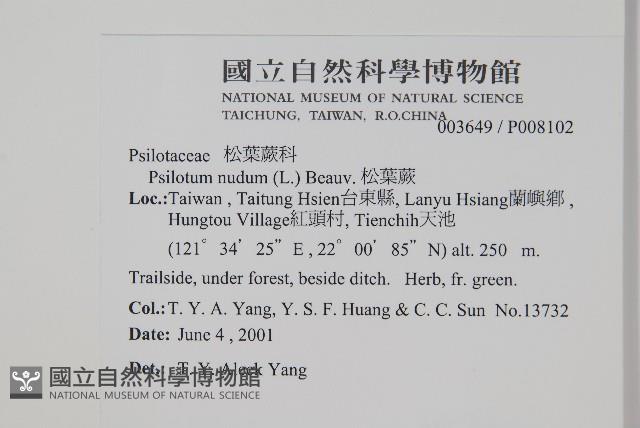 國立自然科學博物館
NATIONAL MUSEUM OF NATURAL SCIENCE
TAICHUNG, TAIWAN, R.O.CHINA
003649 / P008102
Psilotaceae 松葉蕨科
Psilotum nudum (L.) Beauv. 松葉蕨
Loc.:Taiwan , Taitung Hsien台東縣, Lanyu Hsiang蘭嶼鄉 ,
Hungtou Village紅頭村, Tienchih天池
(121° 34' 25" E , 22° 00' 85" N) alt. 250 m.
Trailside, under forest, beside ditch. Herb, fr. green.
Col.: T. Y. A. Yang, Y. S. F. Huang & C. C. Sun No.13732
Date: June 4 , 2001
Det.: T. Y. Aleck Yang
國立自然科學博物館
NATIONAL MUSEUM OF NATURAL SCIENCE